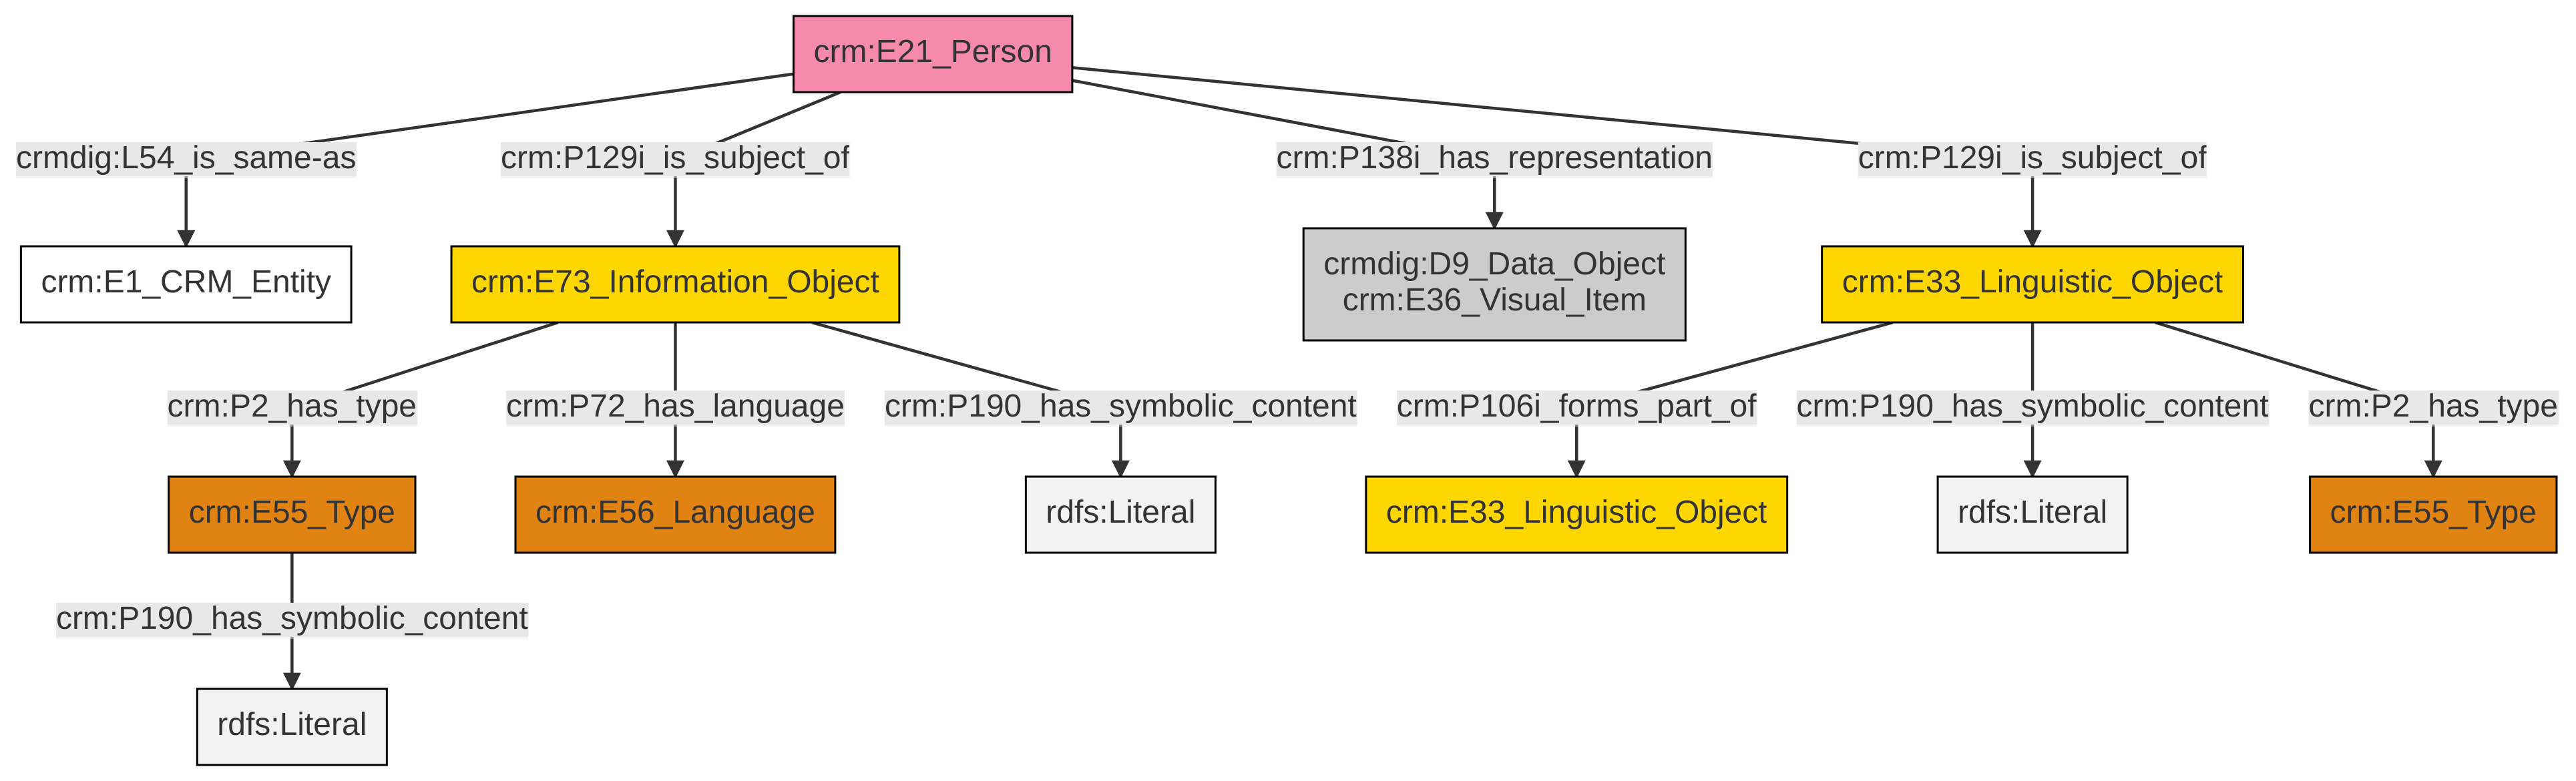 crm:E21_Person
crmdig:L54_is_same-as
crm:P129i_is_subject_of
crm:P138i_has_representation
crm:P129i_is_subject_of
crm:E1_CRM_Entity
crm:E73_Information_Object
crmdig:D9_Data_Object
crm:E36_Visual_Item
crm:E33_Linguistic_Object
crm:P2_has_type
crm:P72_has_language
crm:P190_has_symbolic_content
crm:P106i_forms_part_of
crm:P190_has_symbolic_content
crm:P2_has_type
crm:E55_Type
crm:E56_Language
rdfs:Literal
crm:E33_Linguistic_Object
rdfs:Literal
crm:E55_Type
crm:P190_has_symbolic_content
rdfs:Literal